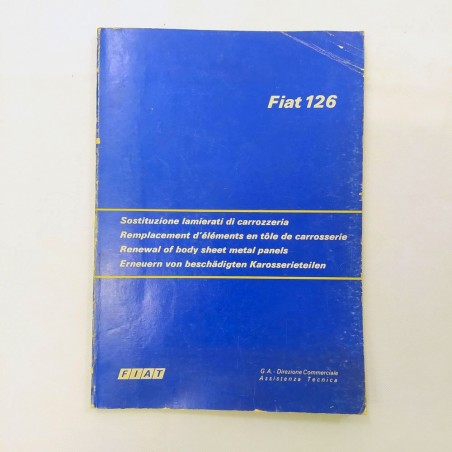 Fiat 126
Sostituzione lamierati di carrozzeria
Remplacement d'éléments en tôle de carrosserie
Renewal of body sheet metal panels
Erneuern von beschädigten Karosserieteilen
FIAT
G.A. - Direzione Commerciale
Assistenza Tecnica